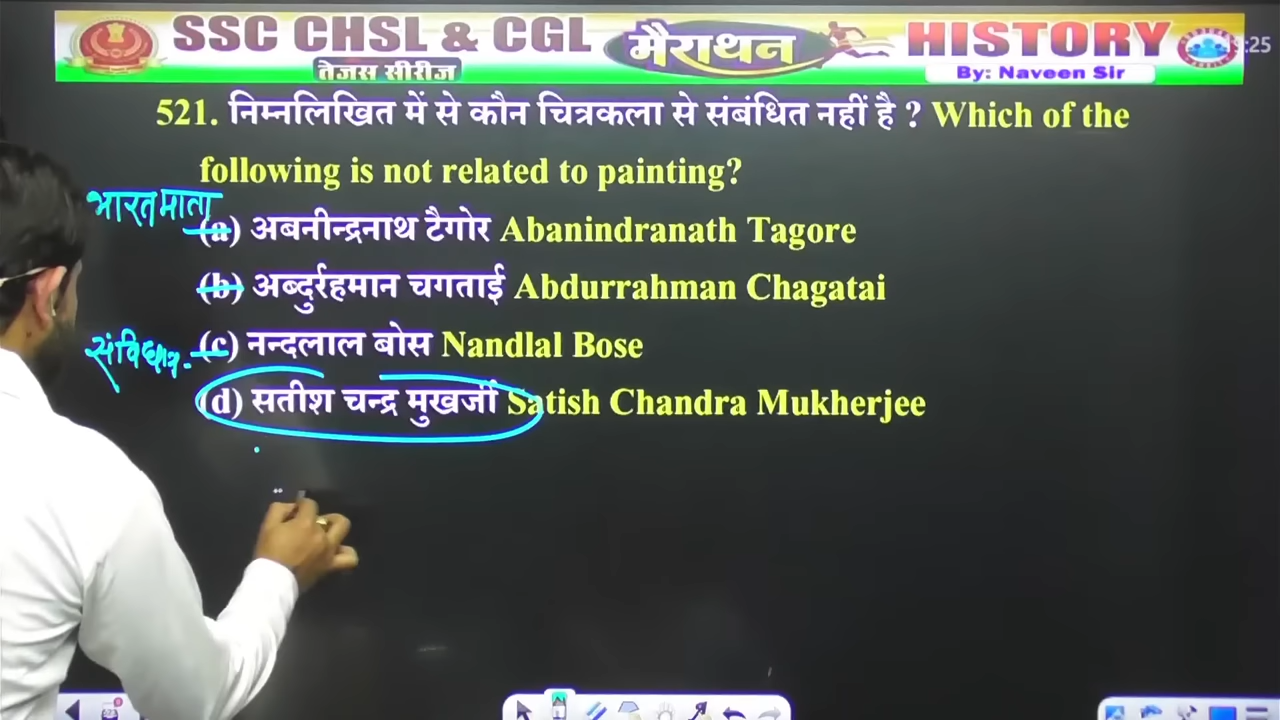 SSC CHSL & CGL मैराथन HISTORY
:25
तेजस सीरीज By: Naveen Sir
521. निम्नलिखित में से कौन चित्रकला से संबंधित नहीं है ? Which of the
following is not related to painting?
भारत माता
(a) अबनीन्द्रनाथ टैगोर Abanindranath Tagore
(b) अब्दुर्रहमान चगताई Abdurrahman Chagatai
(c) नन्दलाल बोस Nandlal Bose
(d) सतीश चन्द्र मुखर्जी Satish Chandra Mukherjee